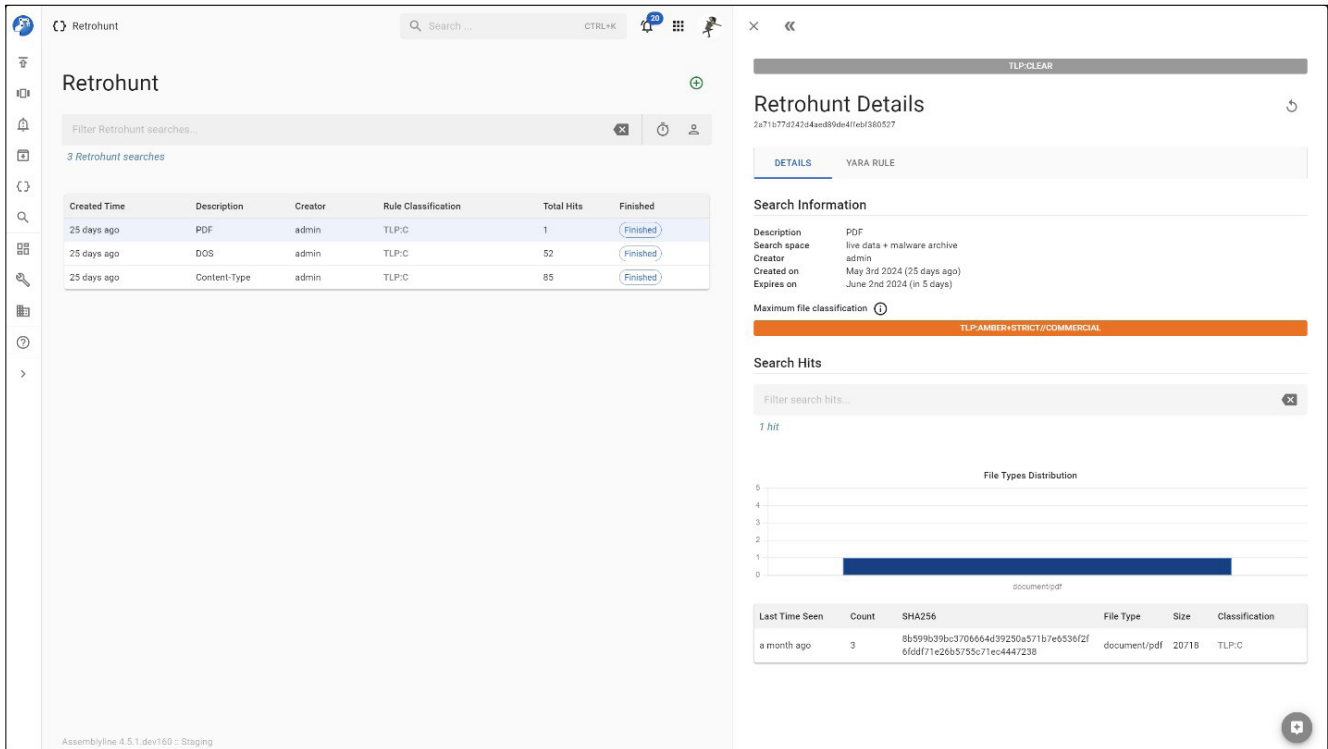 Retrohunt
Search ...
CTRL+K
20
Retrohunt
Filter Retrohunt searches...
3 Retrohunt searches
Created Time Description Creator Rule Classification Total Hits Finished
25 days ago PDF admin TLP:C 1 Finished
25 days ago DOS admin TLP:C 52 Finished
25 days ago Content-Type admin TLP:C 85 Finished
Assemblyline 4.5.1.dev160 :: Staging
TLP:CLEAR
Retrohunt Details
2a71b77d242d4aed89de4ffebf380527
DETAILS YARA RULE
Search Information
Description PDF
Search space live data + malware archive
Creator admin
Created on May 3rd 2024 (25 days ago)
Expires on June 2nd 2024 (in 5 days)
Maximum file classification
TLP:AMBER+STRICT//COMMERCIAL
Search Hits
Filter search hits...
1 hit
File Types Distribution
5
4
3
2
1
0
document/pdf
Last Time Seen Count SHA256 File Type Size Classification
a month ago 3 8b599b39bc3706664d39250a571b7e6536f2f document/pdf 20718 TLP:C
6fddf71e26b5755c71ec4447238